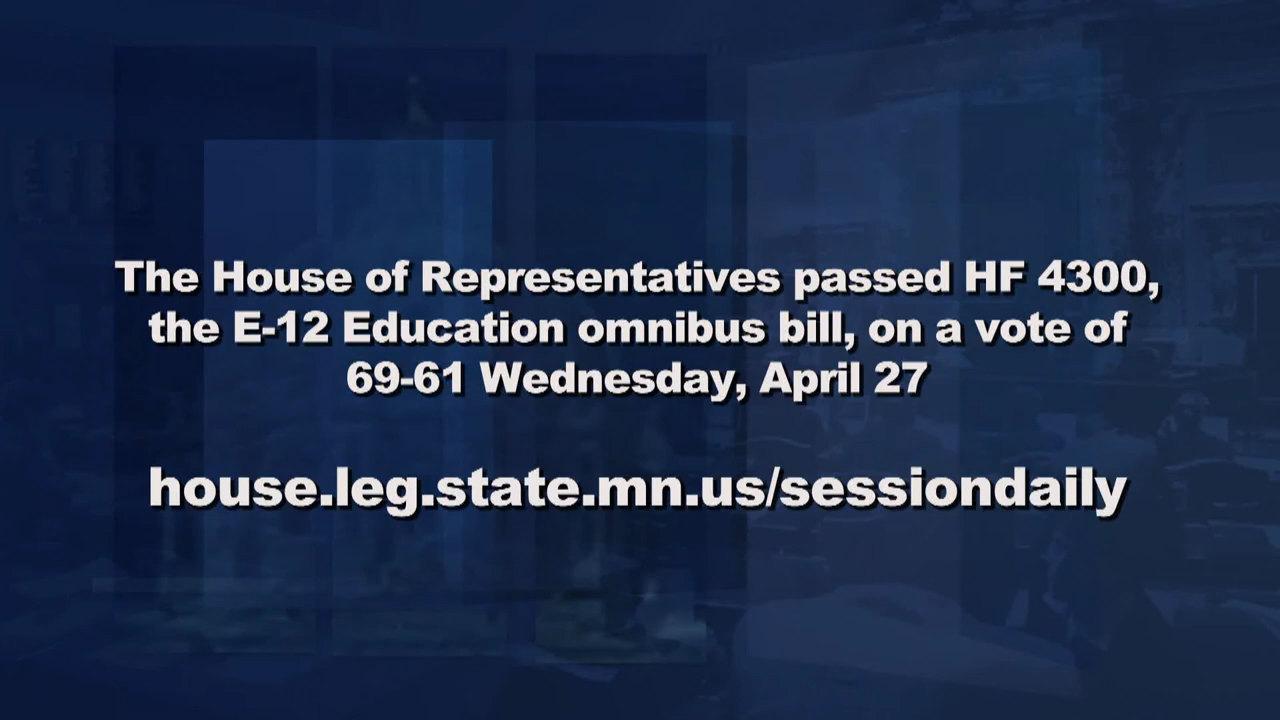 The House of Representatives passed HF 4300,
the E-12 Education omnibus bill, on a vote of
69-61 Wednesday, April 27
house.leg.state.mn.us/sessiondaily